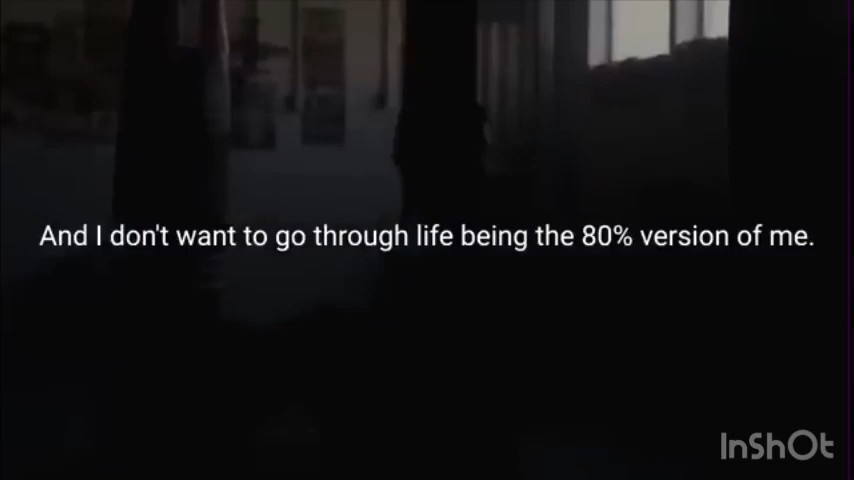 And I don't want to go through life being the 80% version of me.
InShOt